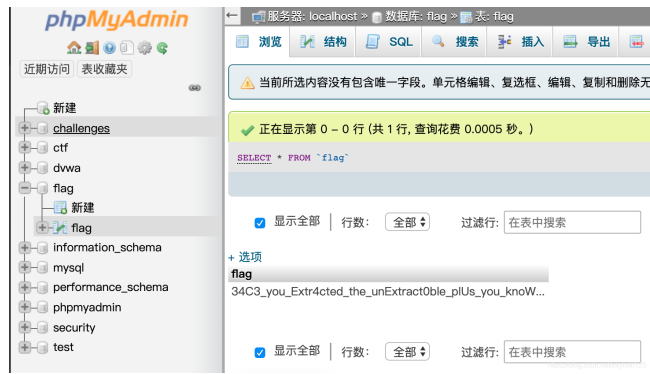 phpMyAdmin
近期访问 表收藏夹
新建
challenges
ctf
dvwa
flag
新建
flag
information_schema
mysql
performance_schema
phpmyadmin
security
test
服务器: localhost » 数据库: flag » 表: flag
浏览 结构 SQL 搜索 插入 导出
当前所选内容没有包含唯一字段。单元格编辑、复选框、编辑、复制和删除无
正在显示第 0 - 0 行 (共 1 行, 查询花费 0.0005 秒。)
SELECT * FROM `flag`
显示全部 | 行数: 全部 过滤行: 在表中搜索
+ 选项
flag
34C3_you_Extr4cted_the_unExtract0ble_plUs_you_knoW...
显示全部 | 行数: 全部 过滤行: 在表中搜索